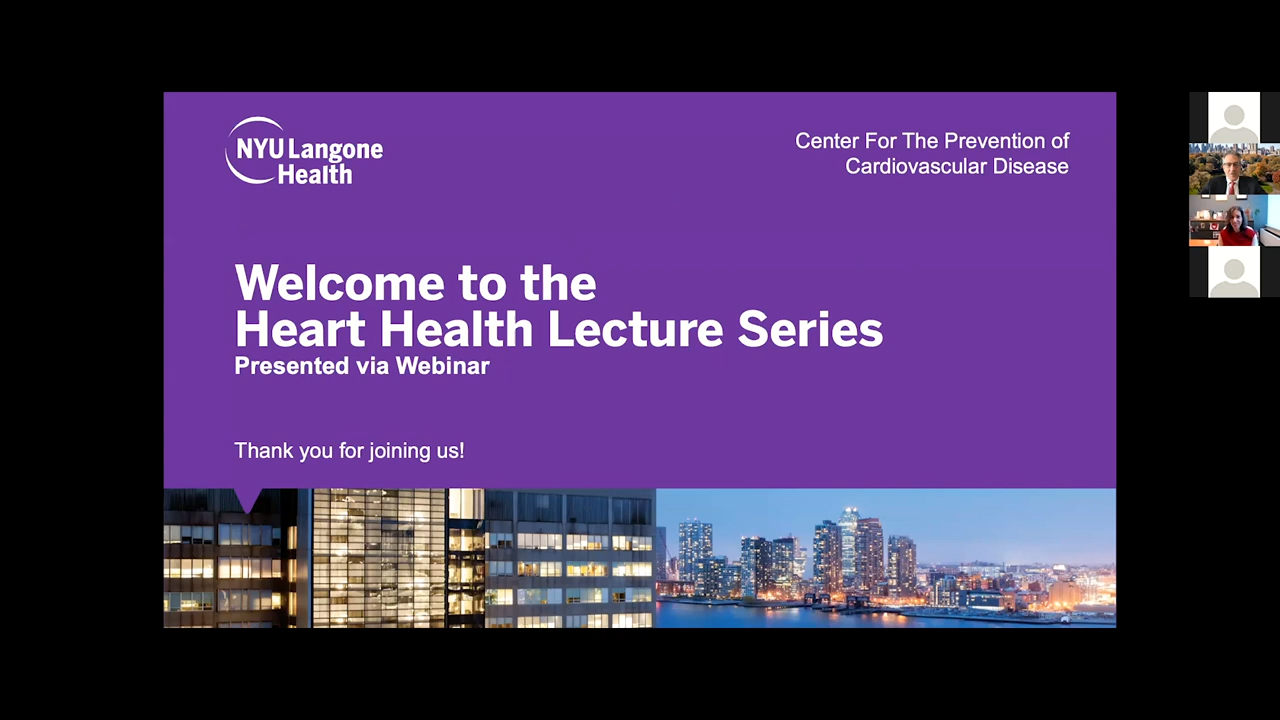 NYU Langone
Health
Center For The Prevention of
Cardiovascular Disease
Welcome to the
Heart Health Lecture Series
Presented via Webinar
Thank you for joining us!